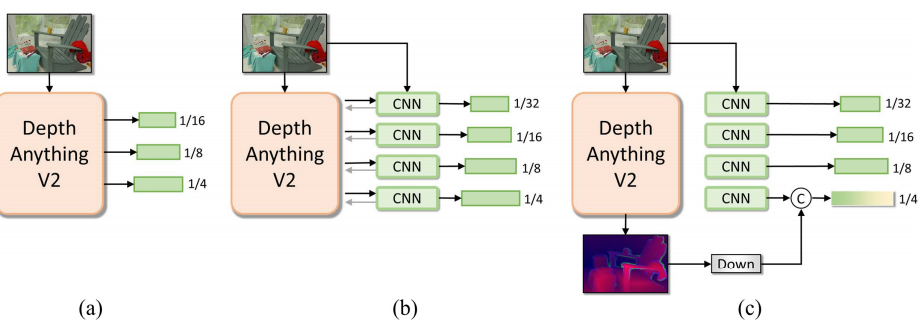 Depth
Anything
V2
1/16
1/8
1/4
(a)
Depth
Anything
V2
CNN
1/32
CNN
1/16
CNN
1/8
CNN
1/4
(b)
Depth
Anything
V2
CNN
1/32
CNN
1/16
CNN
1/8
CNN
C
1/4
Down
(c)